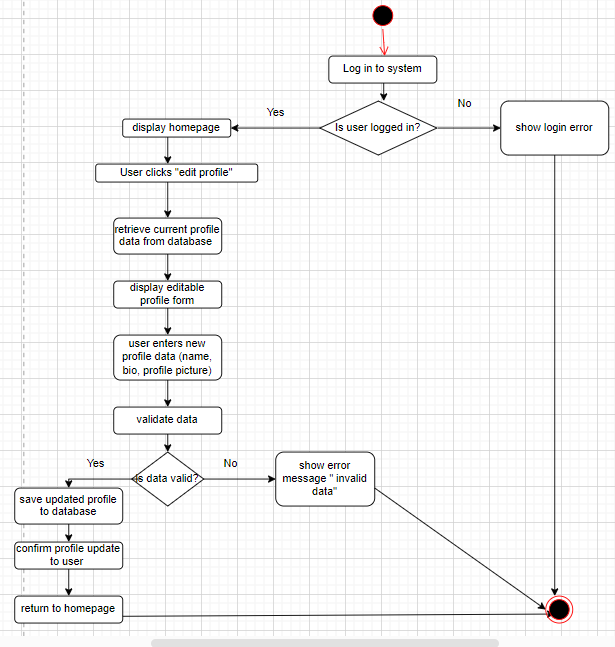 Log in to system
Is user logged in?
Yes
No
display homepage
show login error
User clicks "edit profile"
retrieve current profile
data from database
display editable
profile form
user enters new
profile data (name,
bio, profile picture)
validate data
Is data valid?
Yes
No
show error
message " invalid
data"
save updated profile
to database
confirm profile update
to user
return to homepage